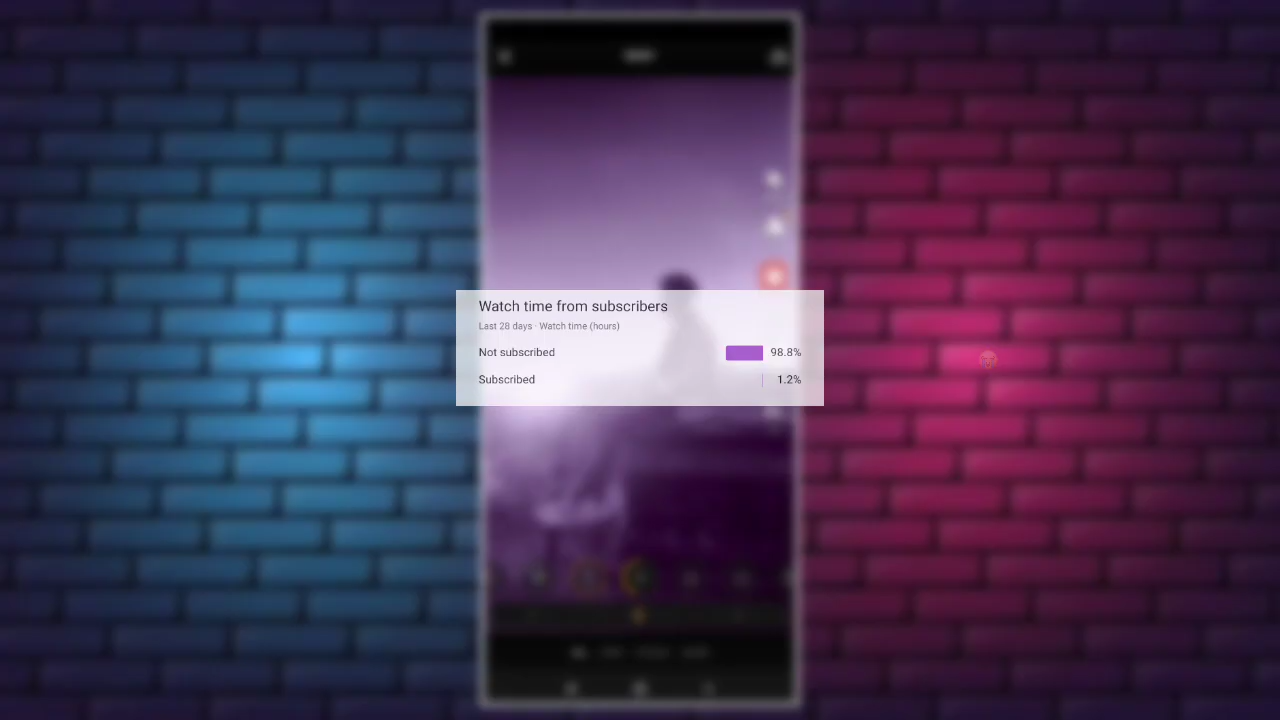 Watch time from subscribers
Last 28 days · Watch time (hours)
Not subscribed 98.8%
Subscribed 1.2%